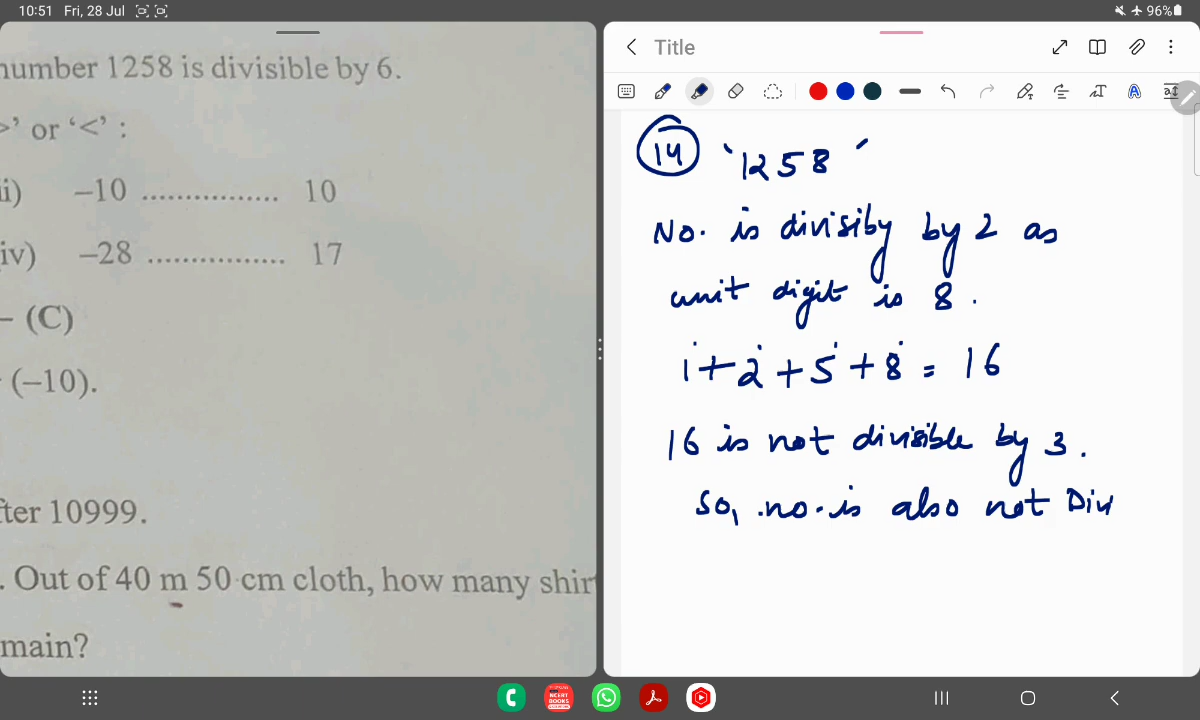 10:51 Fri, 28 Jul
96%
number 1258 is divisible by 6.
>’ or ‘<’ :
ii) –10 ................ 10
iv) –28 ................ 17
– (C)
(–10).
fter 10999.
. Out of 40 m 50 cm cloth, how many shir
main?
Title
14 '1258'
No. is divisiby by 2 as
unit digit is 8.
1+2+5+8 = 16
16 is not divisible by 3.
So, no. is also not Div
NCERT
BOOKS